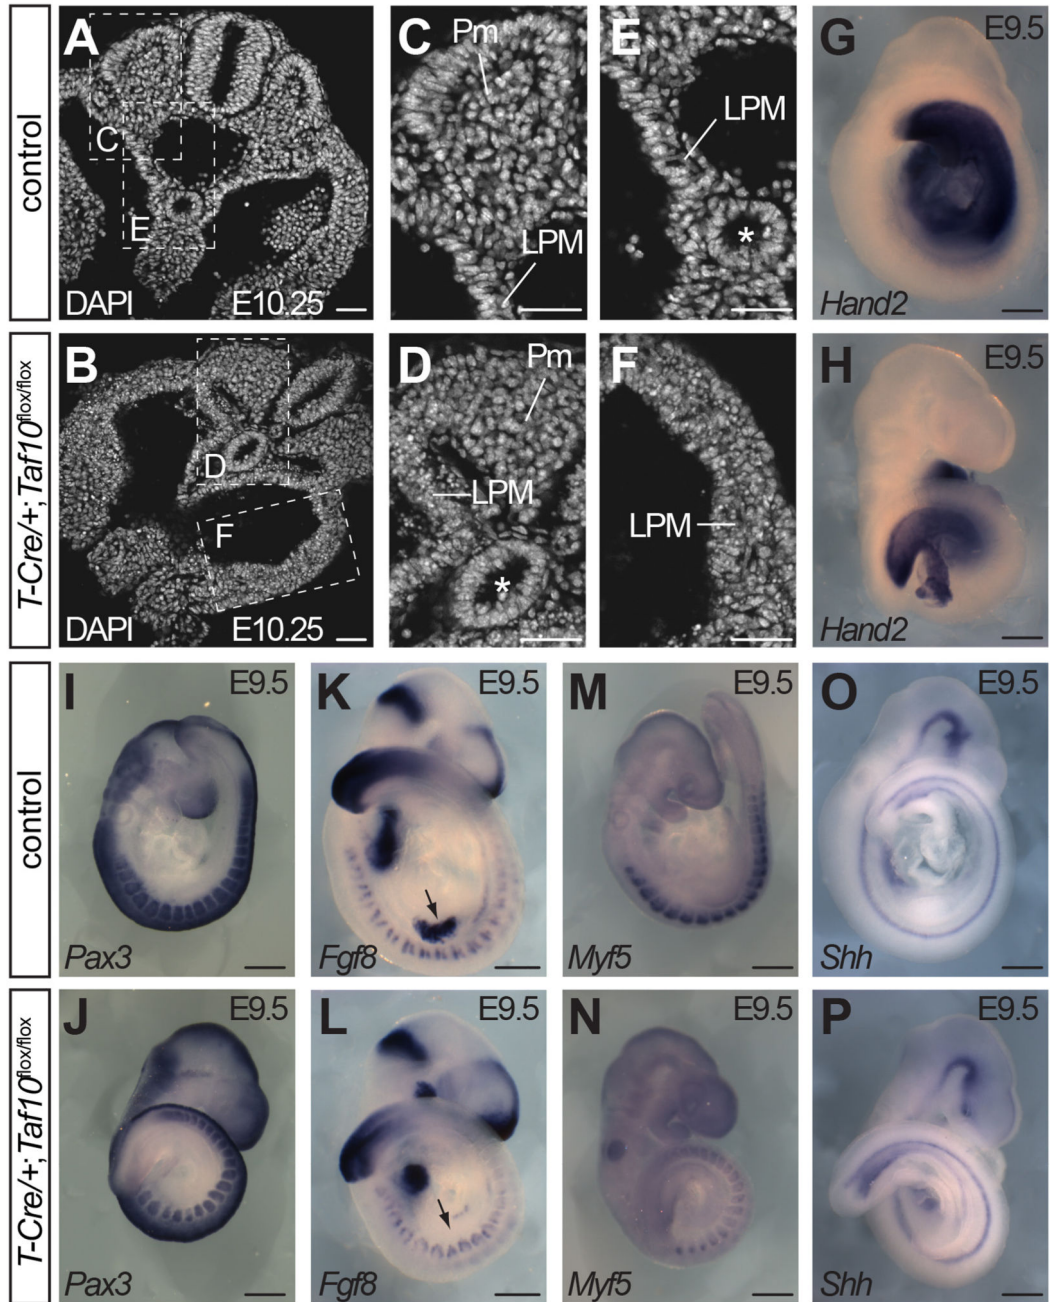 control
A
C
E
DAPI
E10.25
C
Pm
LPM
E
LPM
*
G
E9.5
Hand2
T-Cre/+;Taf10flox/flox
B
D
F
DAPI
E10.25
D
Pm
LPM
*
F
LPM
H
E9.5
Hand2
control
I
E9.5
Pax3
K
E9.5
Fgf8
M
E9.5
Myf5
O
E9.5
Shh
T-Cre/+;Taf10flox/flox
J
E9.5
Pax3
L
E9.5
Fgf8
N
E9.5
Myf5
P
E9.5
Shh